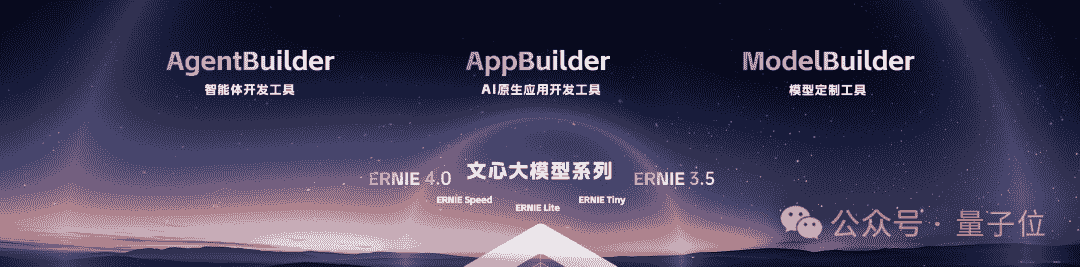 AgentBuilder
智能体开发工具
AppBuilder
AI原生应用开发工具
ModelBuilder
模型定制工具
文心大模型系列
ERNIE 4.0
ERNIE 3.5
ERNIE Speed
ERNIE Lite
ERNIE Tiny
公众号 · 量子位